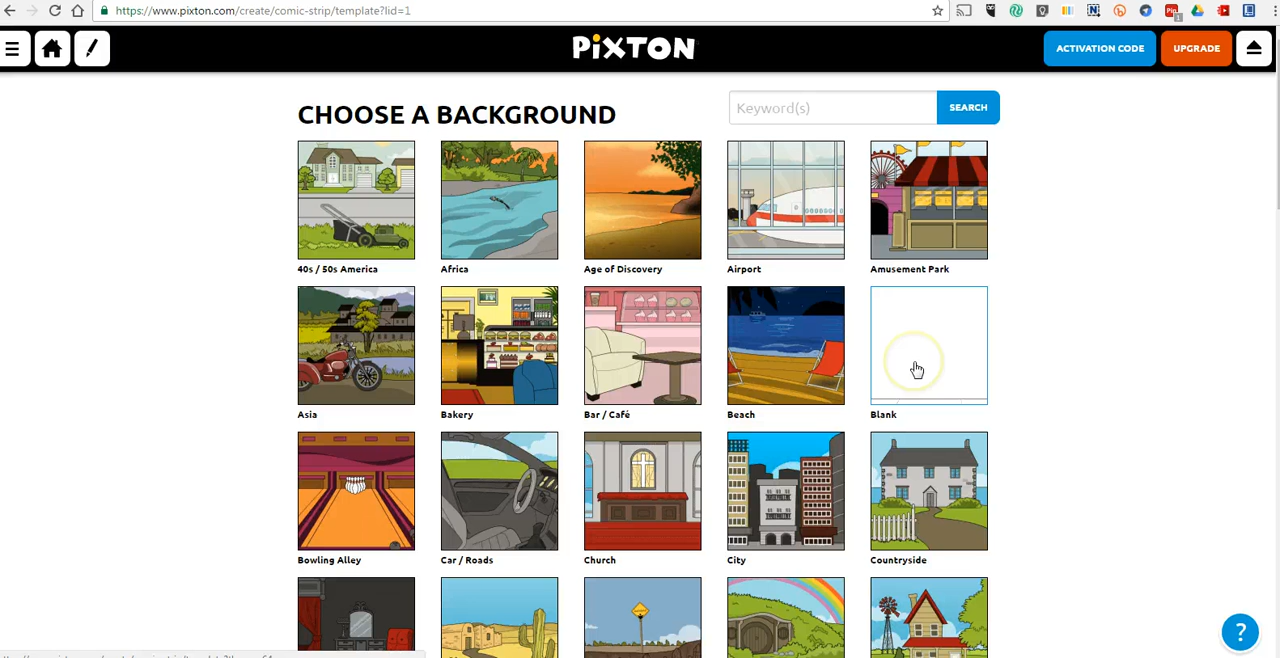 https://www.pixton.com/create/comic-strip/template?lid=1
PiXTON
ACTIVATION CODE
UPGRADE
CHOOSE A BACKGROUND
Keyword(s)
SEARCH
40s / 50s America
Africa
Age of Discovery
Airport
Amusement Park
Asia
Bakery
Bar / Café
Beach
Blank
Bowling Alley
Car / Roads
Church
City
Countryside
?